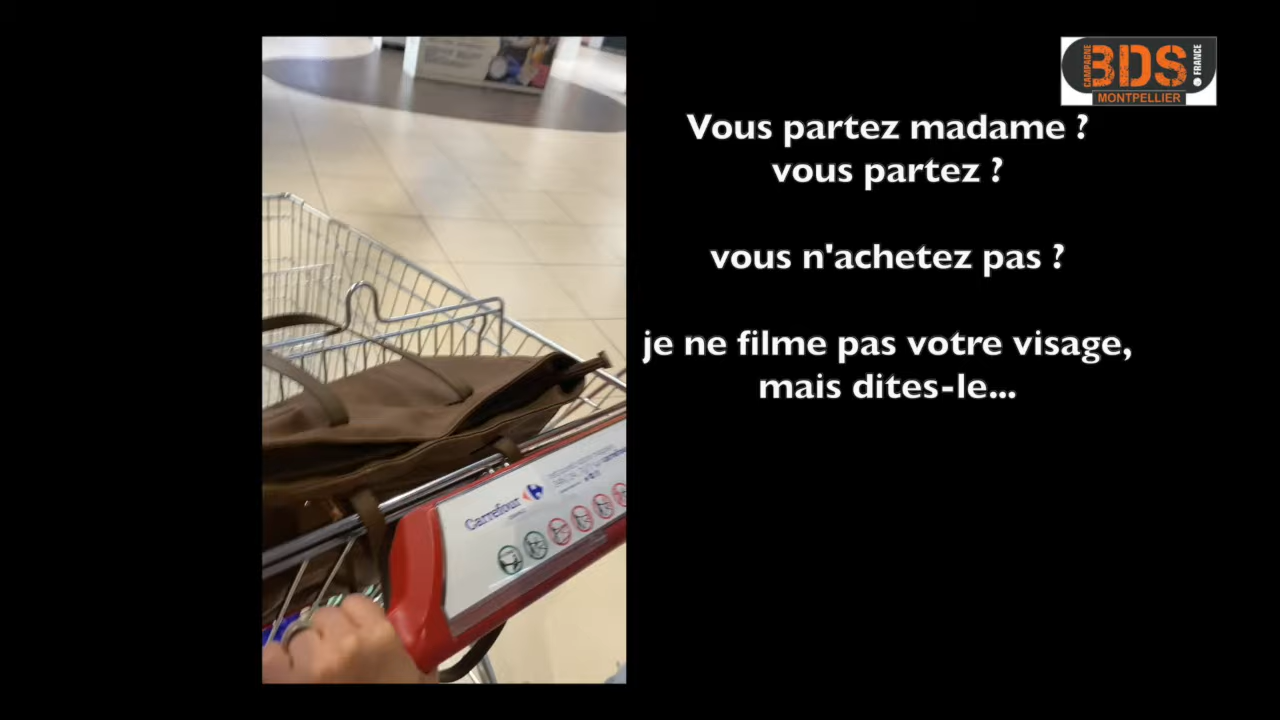 CAMPAGNE
BDS
! FRANCE
MONTPELLIER
Vous partez madame ?
vous partez ?
vous n'achetez pas ?
je ne filme pas votre visage,
mais dites-le...
Carrefour